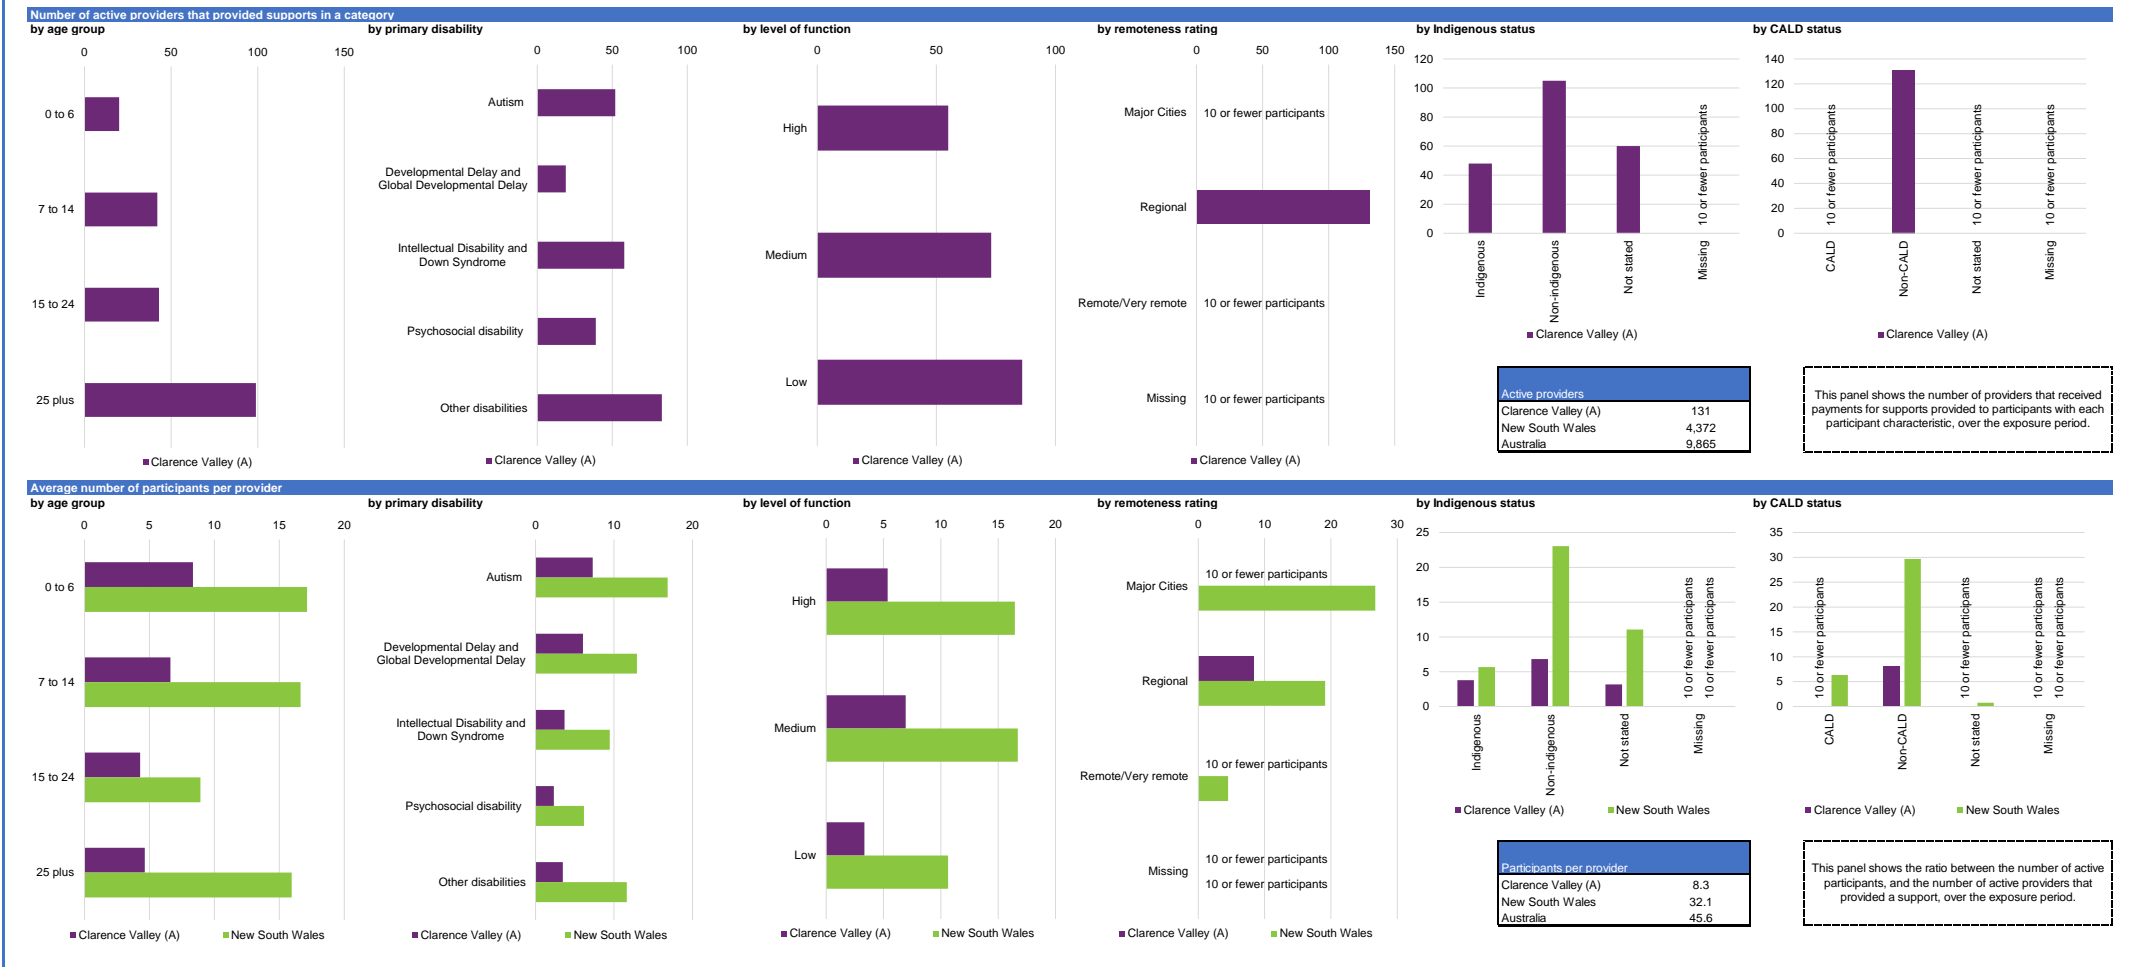 Number of active providers that provided supports in a category
by age group
0 50 100 150
0 to 6
7 to 14
15 to 24
25 plus
Clarence Valley (A)
by primary disability
0 50 100
Autism
Developmental Delay and
Global Developmental Delay
Intellectual Disability and
Down Syndrome
Psychosocial disability
Other disabilities
Clarence Valley (A)
by level of function
0 50 100
High
Medium
Low
Clarence Valley (A)
by remoteness rating
0 50 100 150
Major Cities 10 or fewer participants
Regional
Remote/Very remote 10 or fewer participants
Missing 10 or fewer participants
Clarence Valley (A)
by Indigenous status
120
100
80
60
40
20
0
10 or fewer participants
Indigenous
Non-indigenous
Not stated
Missing
Clarence Valley (A)
by CALD status
140
120
100
80
60
40
20
0
10 or fewer participants
10 or fewer participants
10 or fewer participants
CALD
Non-CALD
Not stated
Missing
Clarence Valley (A)
Active providers
Clarence Valley (A) 131
New South Wales 4,372
Australia 9,865
This panel shows the number of providers that received
payments for supports provided to participants with each
participant characteristic, over the exposure period.
Average number of participants per provider
by age group
0 5 10 15 20
0 to 6
7 to 14
15 to 24
25 plus
Clarence Valley (A) New South Wales
by primary disability
0 10 20
Autism
Developmental Delay and
Global Developmental Delay
Intellectual Disability and
Down Syndrome
Psychosocial disability
Other disabilities
Clarence Valley (A) New South Wales
by level of function
0 5 10 15 20
High
Medium
Low
Clarence Valley (A) New South Wales
by remoteness rating
0 10 20 30
10 or fewer participants
Major Cities
Regional
10 or fewer participants
Remote/Very remote
10 or fewer participants
Missing
10 or fewer participants
Clarence Valley (A) New South Wales
by Indigenous status
25
20
15
10
5
0
10 or fewer participants
10 or fewer participants
Indigenous
Non-indigenous
Not stated
Missing
Clarence Valley (A) New South Wales
by CALD status
35
30
25
20
15
10
5
0
10 or fewer participants
10 or fewer participants
10 or fewer participants
10 or fewer participants
CALD
Non-CALD
Not stated
Missing
Clarence Valley (A) New South Wales
Participants per provider
Clarence Valley (A) 8.3
New South Wales 32.1
Australia 45.6
This panel shows the ratio between the number of active
participants, and the number of active providers that
provided a support, over the exposure period.